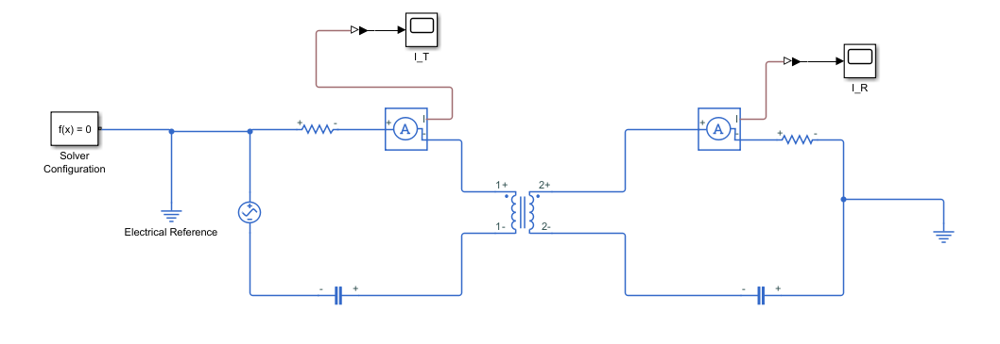 I_T
I_R
f(x) = 0
Solver
Configuration
+ -
+ A I -
+ A I -
+ -
1+ 2+
1- 2-
Electrical Reference
- +
- +